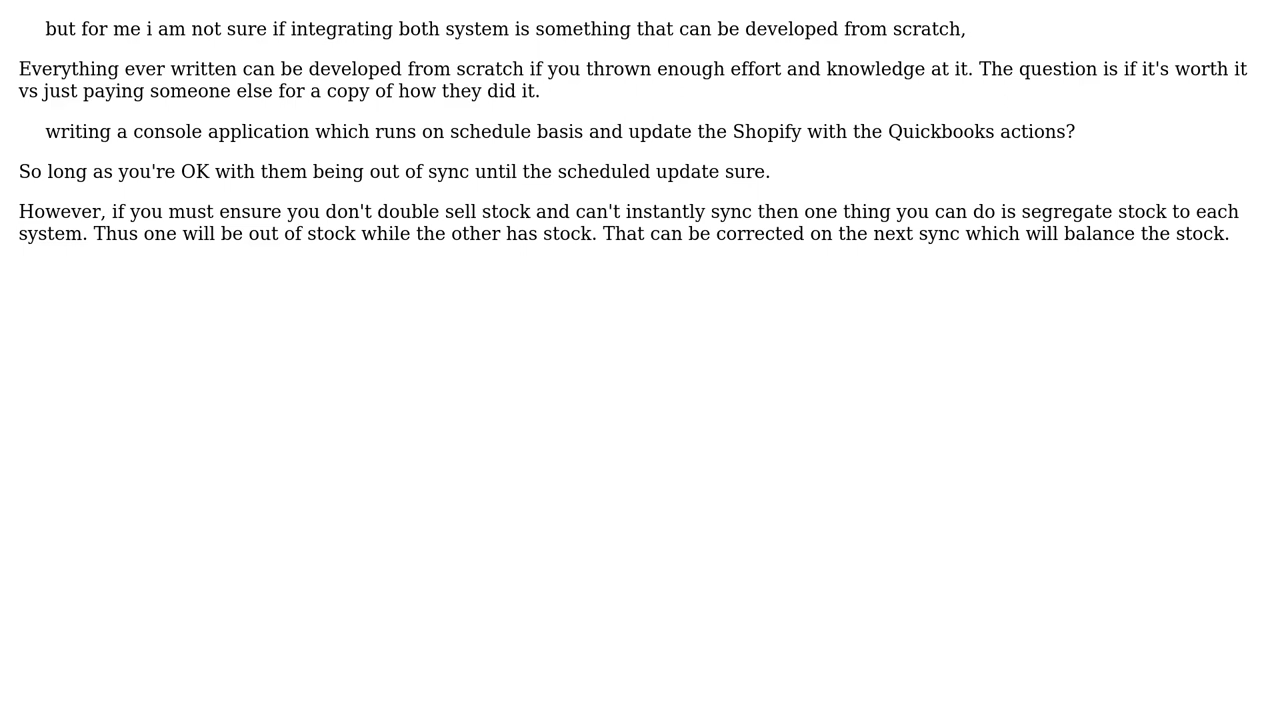 but for me i am not sure if integrating both system is something that can be developed from scratch,
Everything ever written can be developed from scratch if you thrown enough effort and knowledge at it. The question is if it's worth it
vs just paying someone else for a copy of how they did it.
writing a console application which runs on schedule basis and update the Shopify with the Quickbooks actions?
So long as you're OK with them being out of sync until the scheduled update sure.
However, if you must ensure you don't double sell stock and can't instantly sync then one thing you can do is segregate stock to each
system. Thus one will be out of stock while the other has stock. That can be corrected on the next sync which will balance the stock.